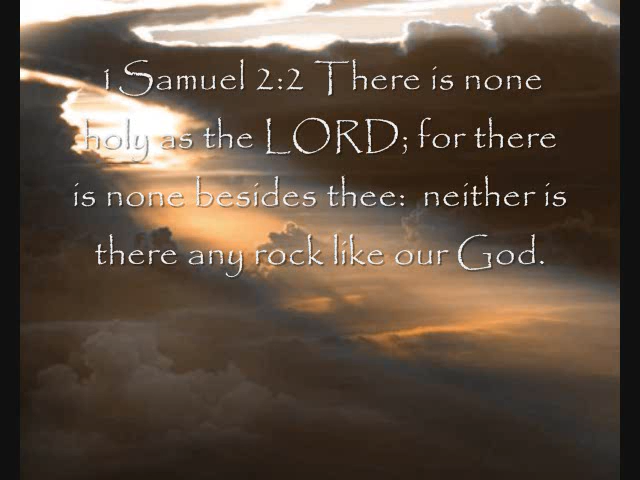 1 Samuel 2:2 There is none
holy as the LORD; for there
is none besides thee: neither is
there any rock like our God.